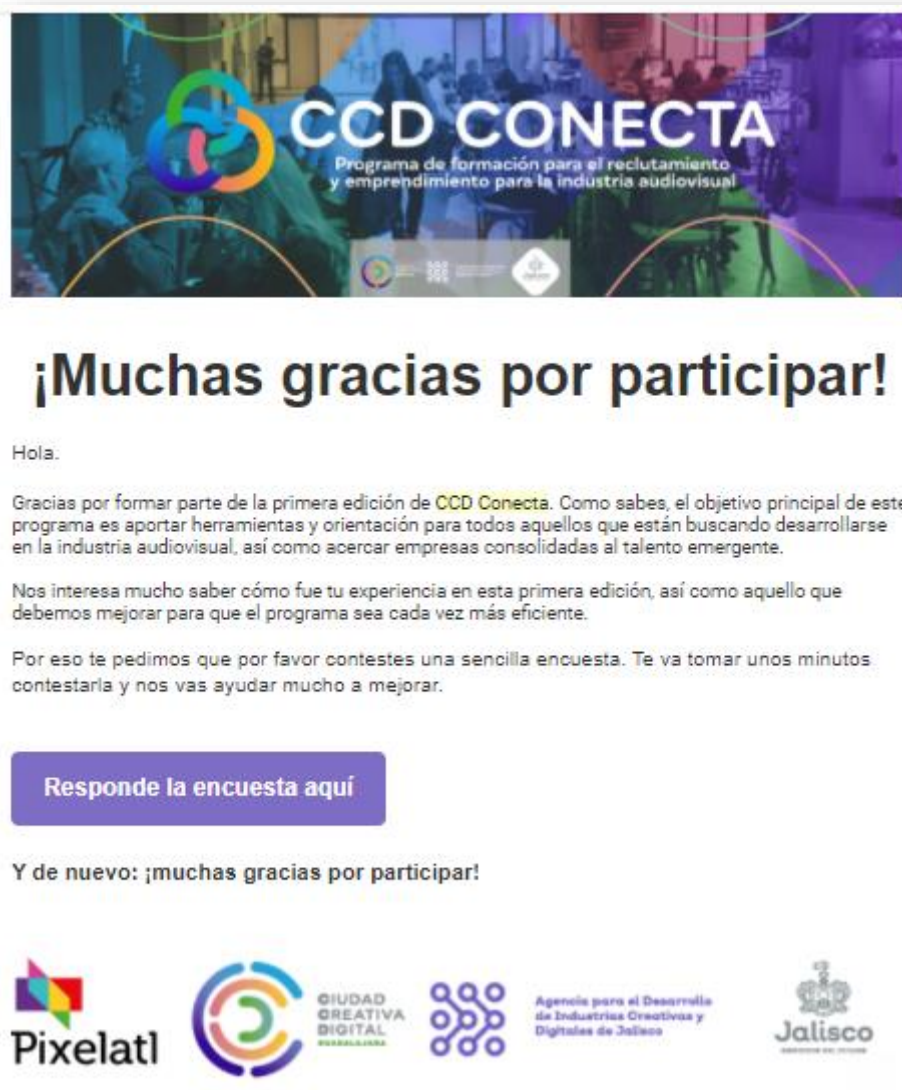 CCD CONECTA
Programa de formación para el reclutamiento
y emprendimiento para la industria audiovisual
Jalisco
¡Muchas gracias por participar!
Hola.
Gracias por formar parte de la primera edición de CCD Conecta. Como sabes, el objetivo principal de este
programa es aportar herramientas y orientación para todos aquellos que están buscando desarrollarse
en la industria audiovisual, así como acercar empresas consolidadas al talento emergente.
Nos interesa mucho saber cómo fue tu experiencia en esta primera edición, así como aquello que
debemos mejorar para que el programa sea cada vez más eficiente.
Por eso te pedimos que por favor contestes una sencilla encuesta. Te va tomar unos minutos
contestarla y nos vas ayudar mucho a mejorar.
Responde la encuesta aquí
Y de nuevo: ¡muchas gracias por participar!
Pixelatl
CIUDAD
CREATIVA
DIGITAL
GUADALAJARA
Agencia para el Desarrollo
de Industrias Creativas y
Digitales de Jalisco
Jalisco